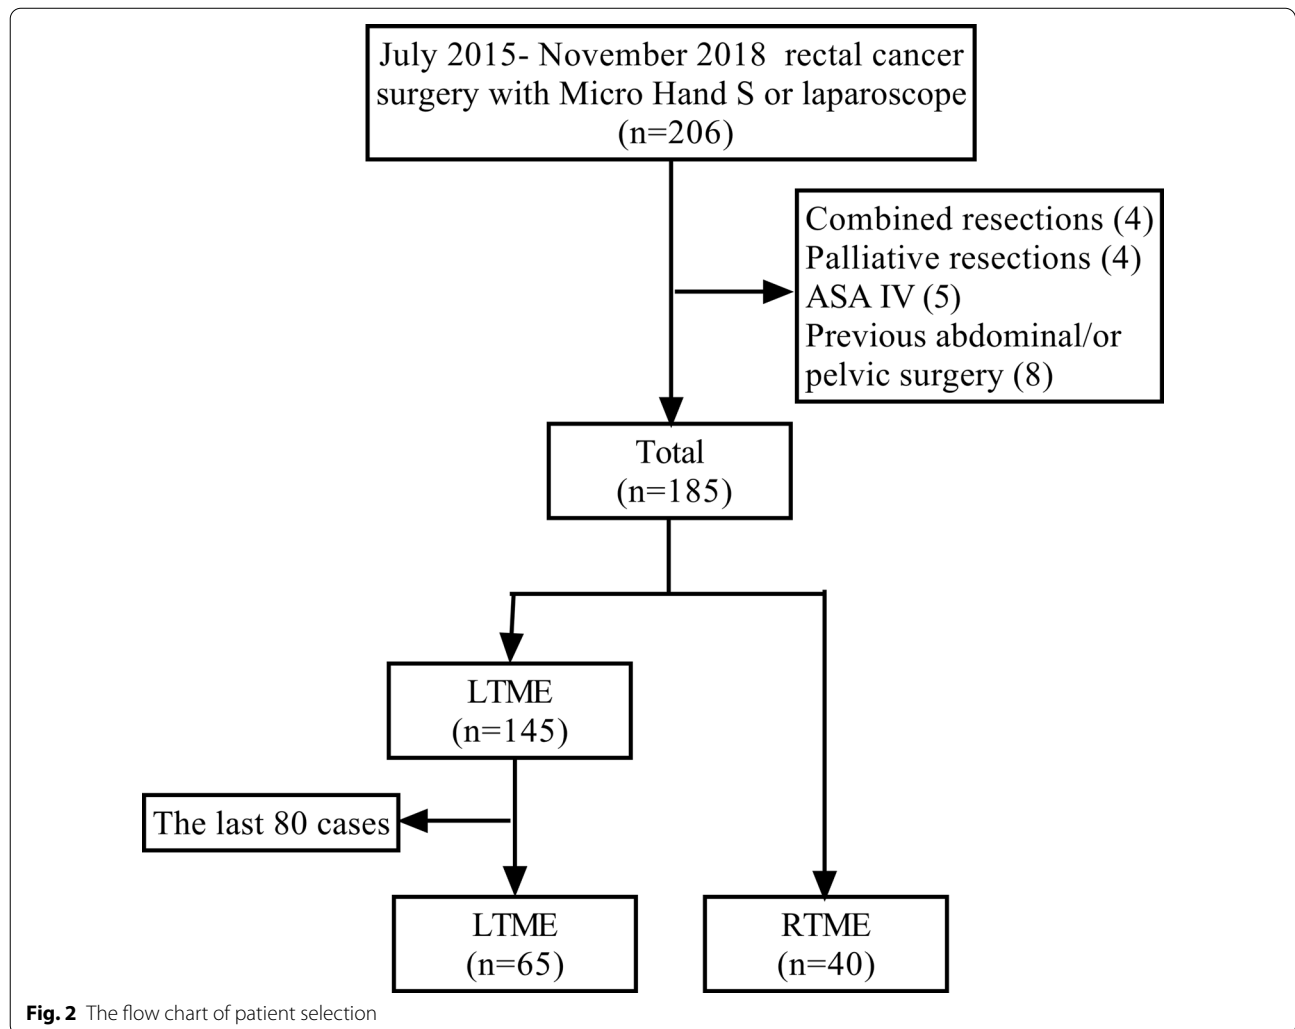 July 2015- November 2018 rectal cancer
surgery with Micro Hand S or laparoscope
(n=206)
Combined resections (4)
Palliative resections (4)
ASA IV (5)
Previous abdominal/or
pelvic surgery (8)
Total
(n=185)
LTME
(n=145)
The last 80 cases
LTME
(n=65)
RTME
(n=40)
Fig. 2 The flow chart of patient selection